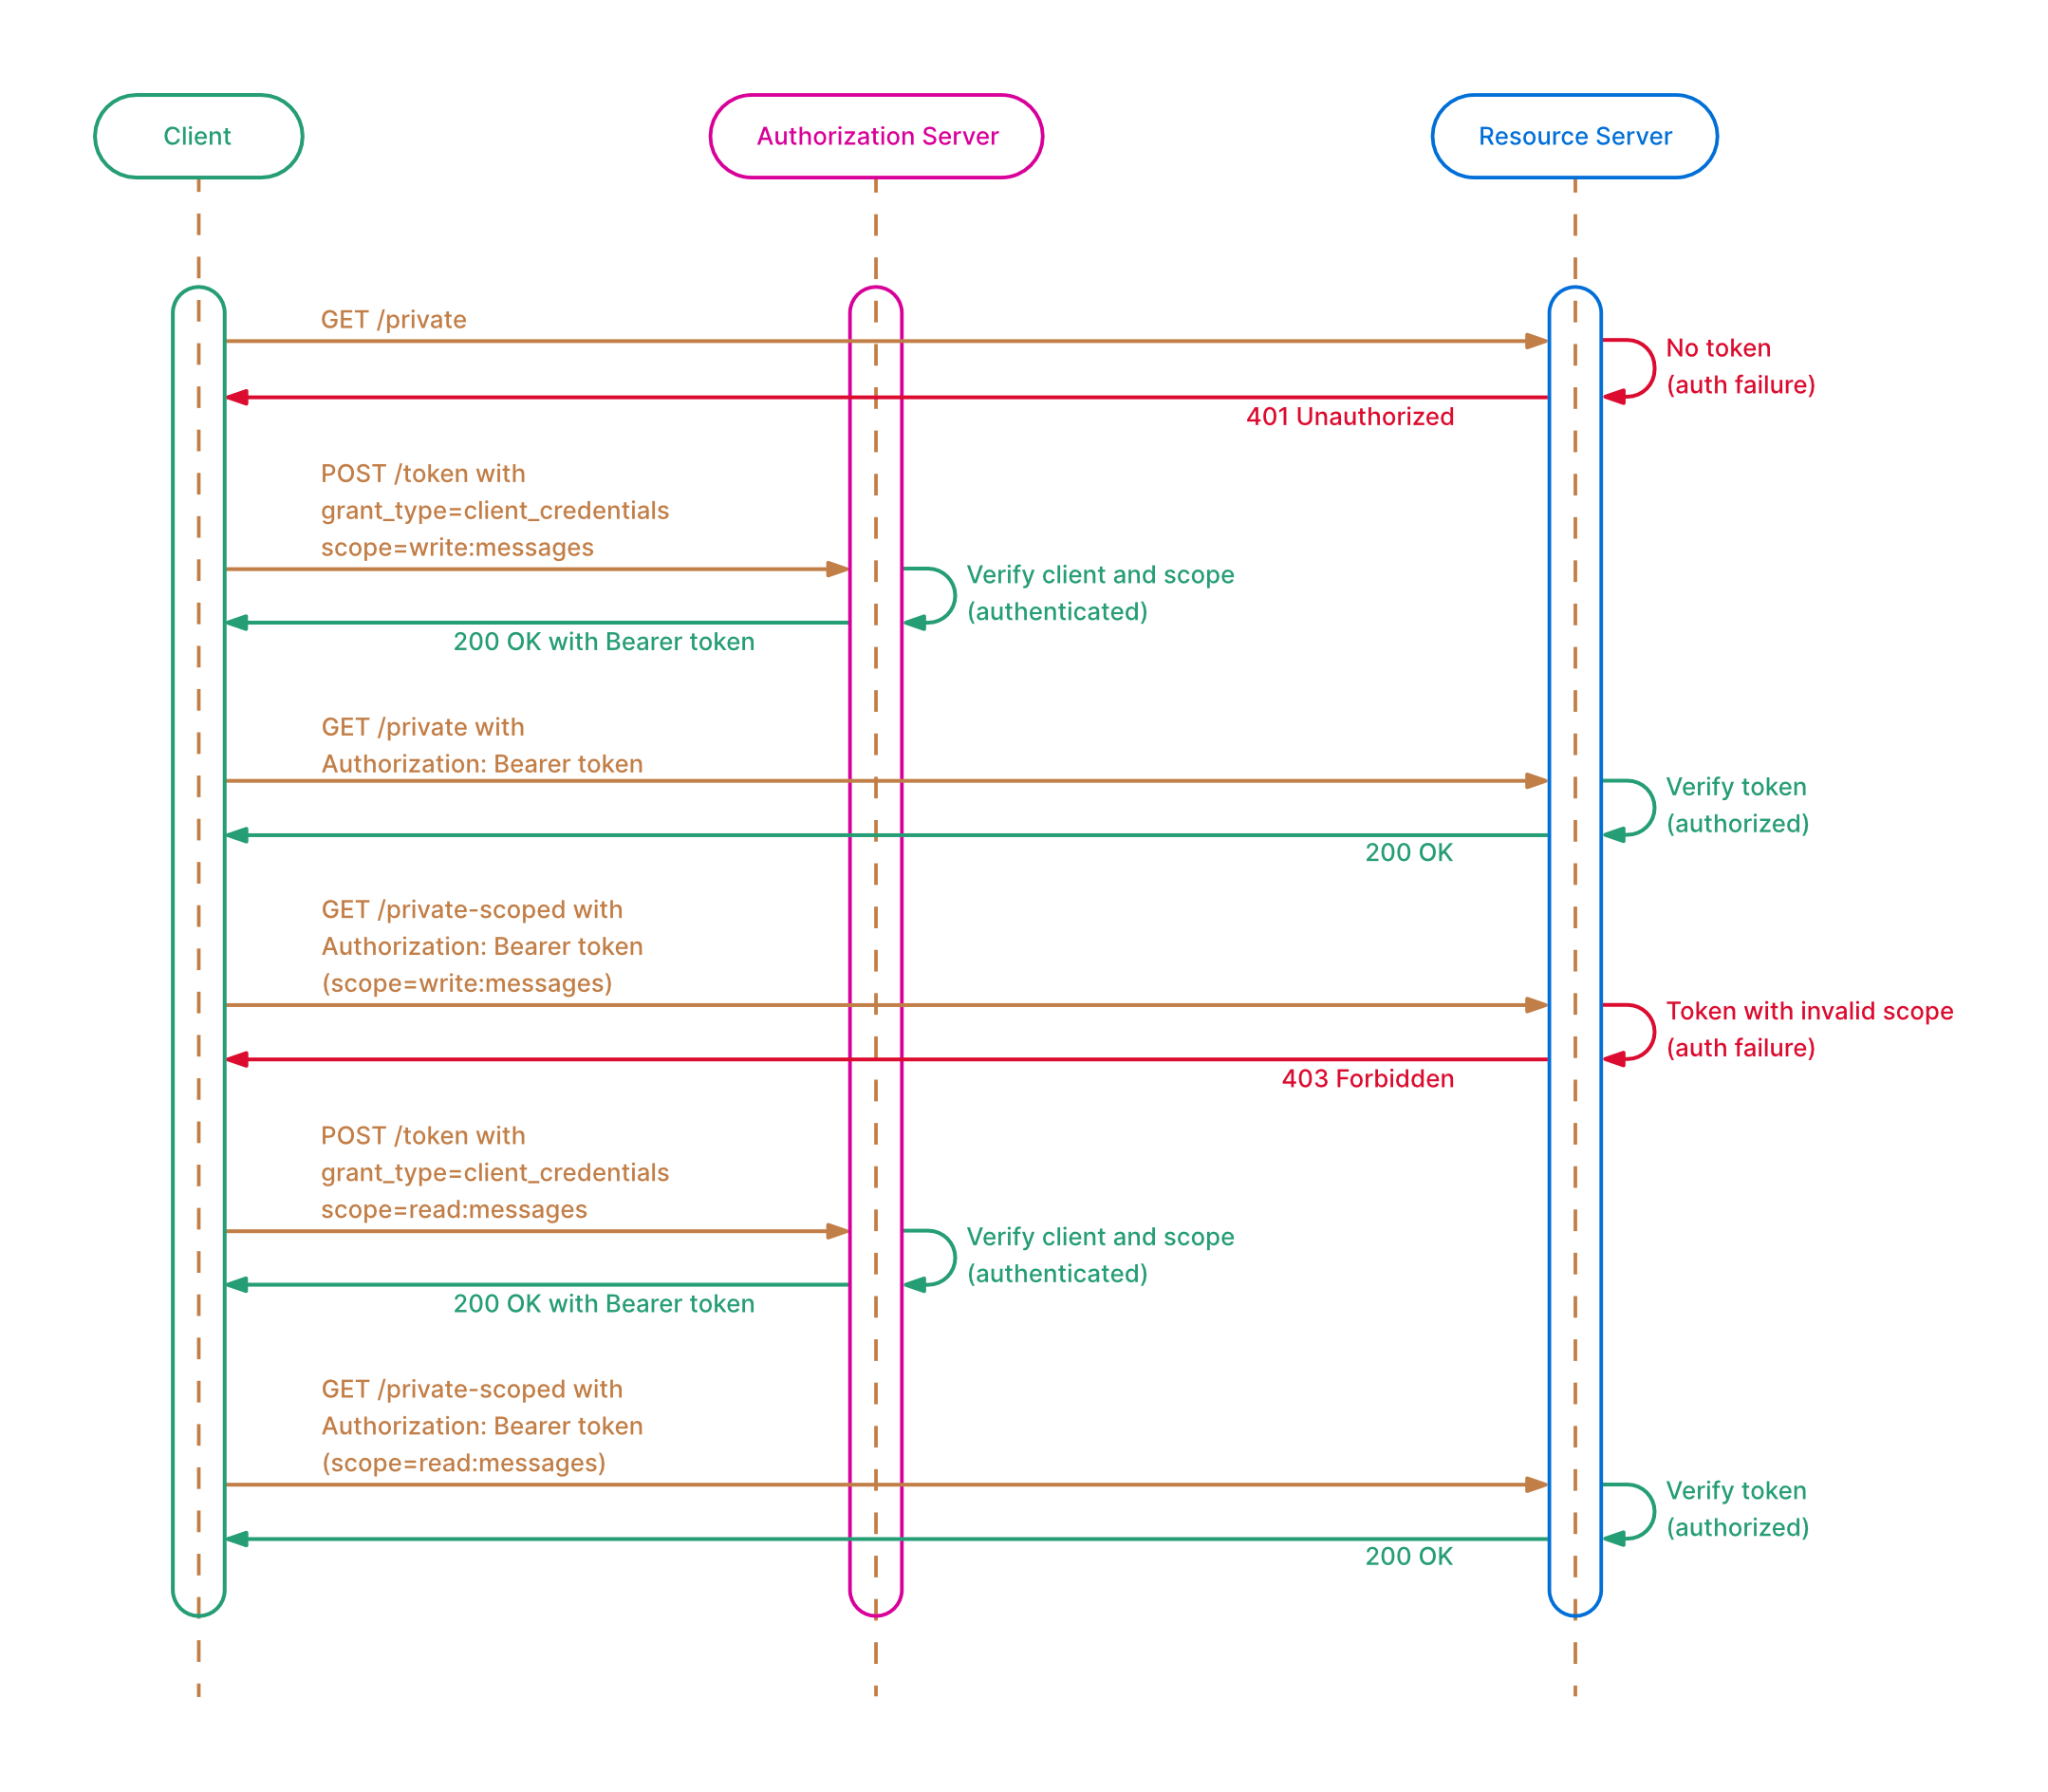 Client
Authorization Server
Resource Server
GET /private
No token
(auth failure)
401 Unauthorized
POST /token with
grant_type=client_credentials
scope=write:messages
Verify client and scope
(authenticated)
200 OK with Bearer token
GET /private with
Authorization: Bearer token
Verify token
(authorized)
200 OK
GET /private-scoped with
Authorization: Bearer token
(scope=write:messages)
Token with invalid scope
(auth failure)
403 Forbidden
POST /token with
grant_type=client_credentials
scope=read:messages
Verify client and scope
(authenticated)
200 OK with Bearer token
GET /private-scoped with
Authorization: Bearer token
(scope=read:messages)
Verify token
(authorized)
200 OK